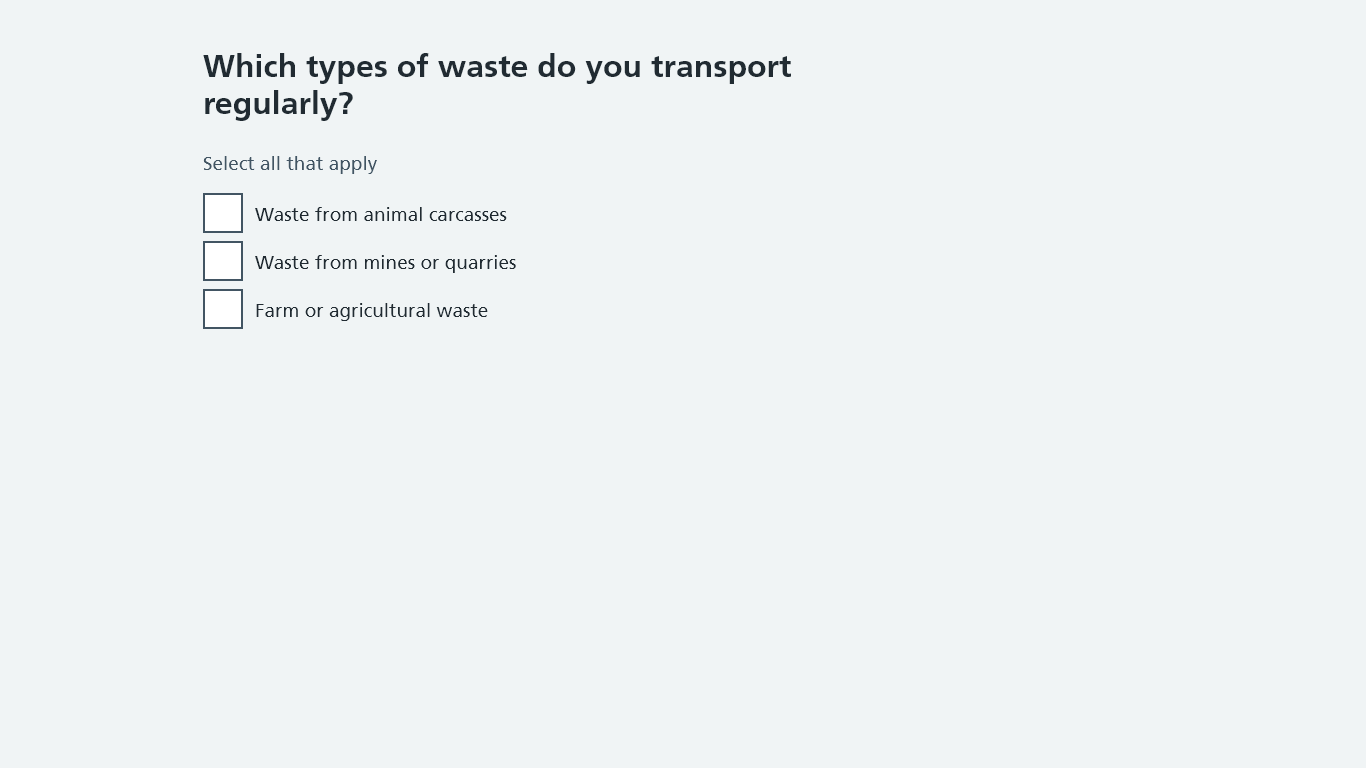 Which types of waste do you transport
regularly?
Select all that apply
Waste from animal carcasses
Waste from mines or quarries
Farm or agricultural waste